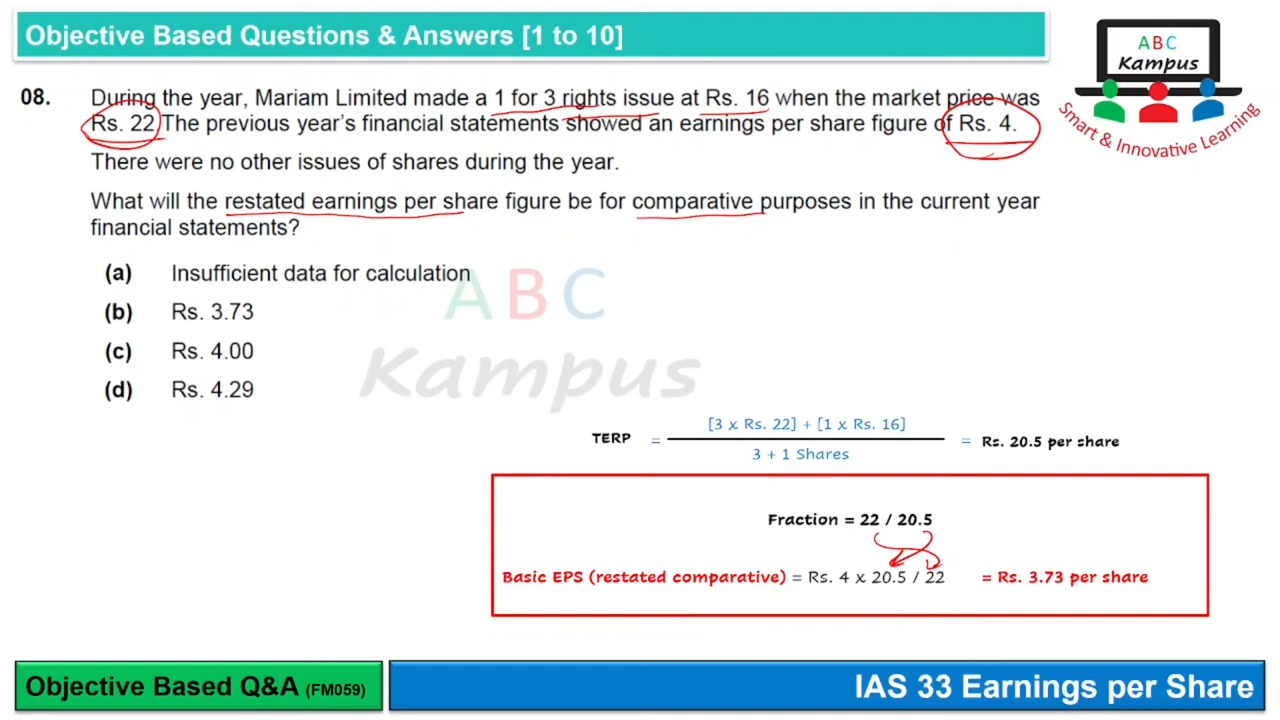 Objective Based Questions & Answers [1 to 10]
ABC
Kampus
Smart & Innovative Learning
08. During the year, Mariam Limited made a 1 for 3 rights issue at Rs. 16 when the market price was
Rs. 22 The previous year's financial statements showed an earnings per share figure of Rs. 4.
There were no other issues of shares during the year.
What will the restated earnings per share figure be for comparative purposes in the current year
financial statements?
(a) Insufficient data for calculation
(b) Rs. 3.73
(c) Rs. 4.00
(d) Rs. 4.29
ABC
Kampus
[3 x Rs. 22] + [1 x Rs. 16]
TERP = = Rs. 20.5 per share
3 + 1 Shares
Fraction = 22 / 20.5
Basic EPS (restated comparative) = Rs. 4 x 20.5 / 22 = Rs. 3.73 per share
Objective Based Q&A (FM059)
IAS 33 Earnings per Share